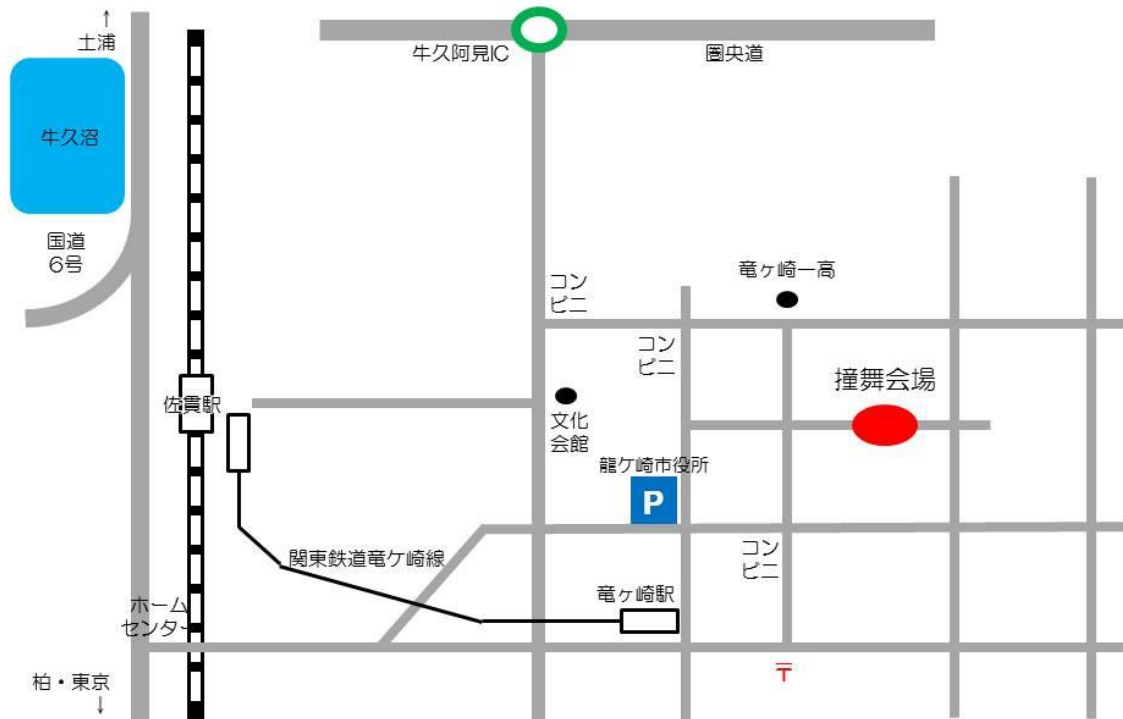 ↑
土浦
牛久阿見IC
圏央道
牛久沼
国道
6号
竜ヶ崎一高
コン
ビニ
コン
ビニ
撞舞会場
佐貫駅
文化
会館
龍ケ崎市役所
P
コン
ビニ
関東鉄道竜ケ崎線
竜ヶ崎駅
ホーム
センター
〒
柏・東京
↓